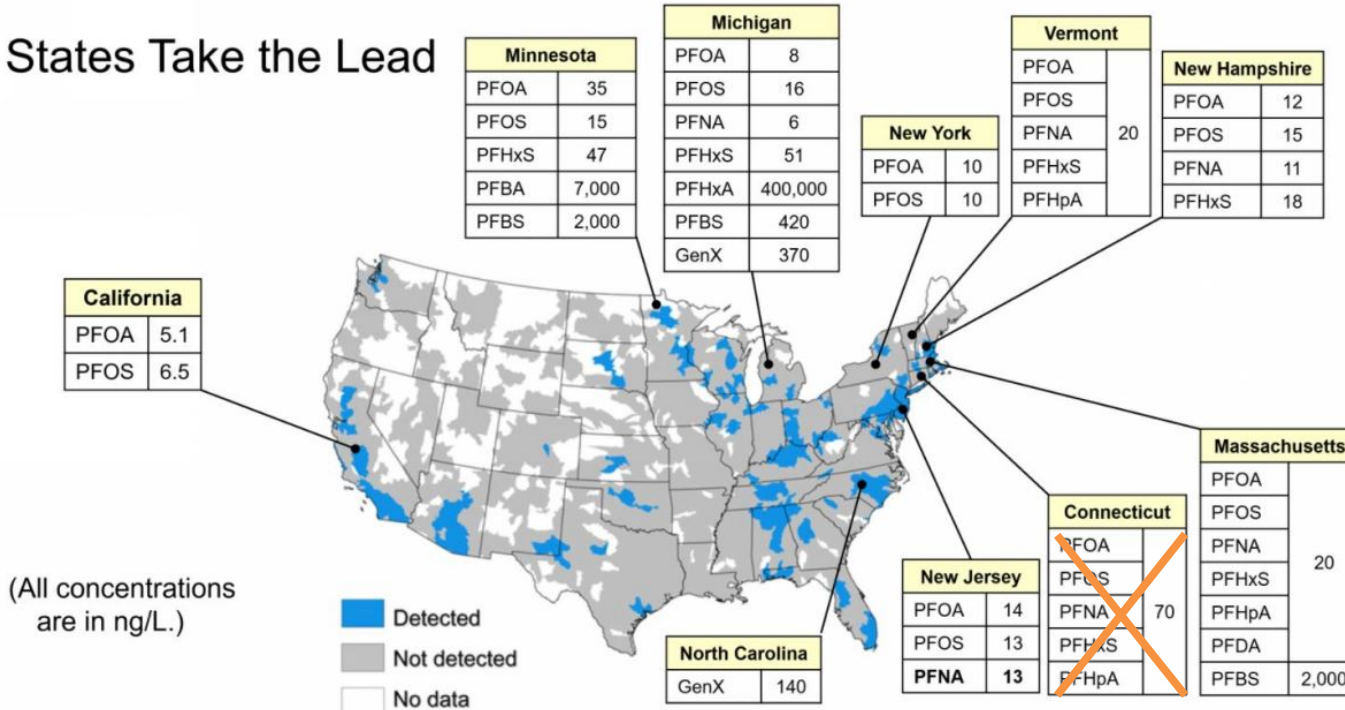 States Take the Lead
Minnesota
PFOA 35
PFOS 15
PFHxS 47
PFBA 7,000
PFBS 2,000
Michigan
PFOA 8
PFOS 16
PFNA 6
PFHxS 51
PFHxA 400,000
PFBS 420
GenX 370
New York
PFOA 10
PFOS 10
Vermont
PFOA
PFOS
PFNA 20
PFHxS
PFHpA
New Hampshire
PFOA 12
PFOS 15
PFNA 11
PFHxS 18
California
PFOA 5.1
PFOS 6.5
(All concentrations
are in ng/L.)
Detected
Not detected
No data
North Carolina
GenX 140
New Jersey
PFOA 14
PFOS 13
PFNA 13
Connecticut
PFOA
PFOS
PFNA 70
PFHxS
PFHpA
Massachusetts
PFOA
PFOS
PFNA
20
PFHxS
PFHpA
PFDA
PFBS 2,000